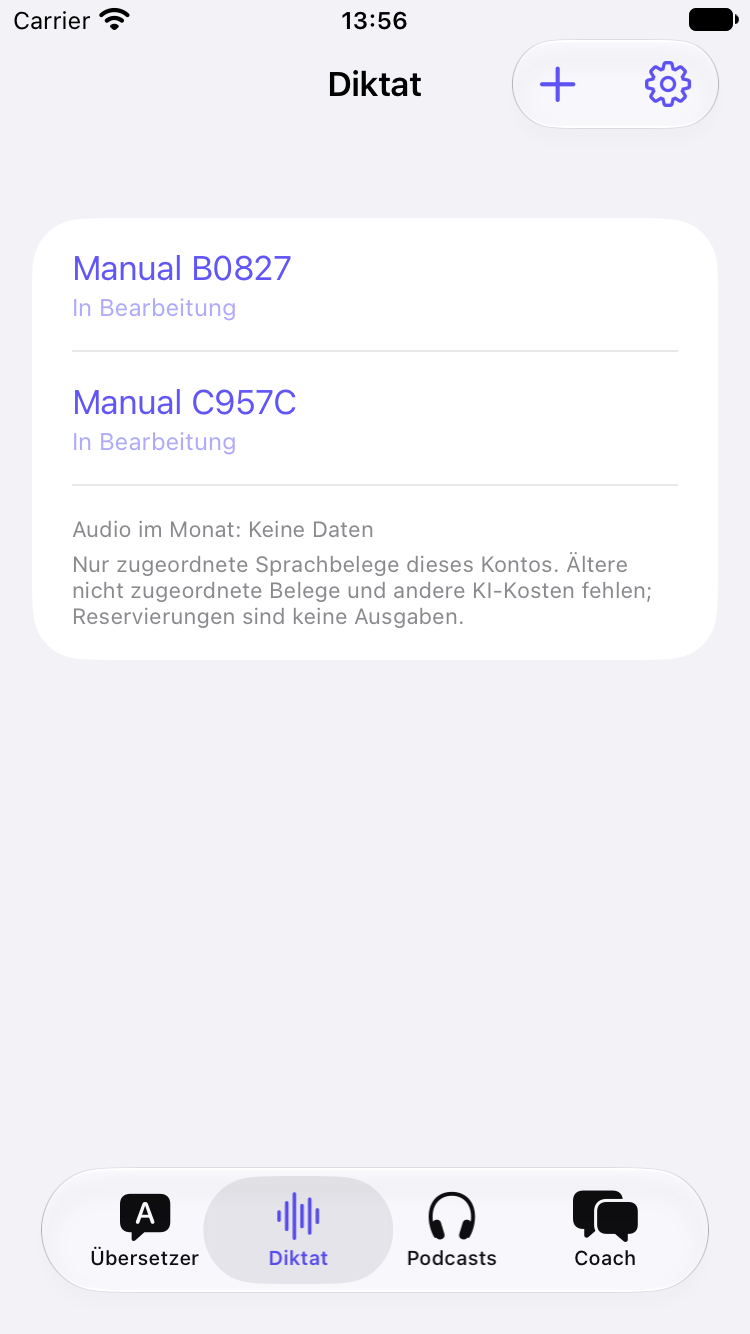 Carrier
13:56
Diktat
Manual B0827
In Bearbeitung
Manual C957C
In Bearbeitung
Audio im Monat: Keine Daten
Nur zugeordnete Sprachbelege dieses Kontos. Ältere
nicht zugeordnete Belege und andere KI-Kosten fehlen;
Reservierungen sind keine Ausgaben.
A
Übersetzer
Diktat
Podcasts
Coach